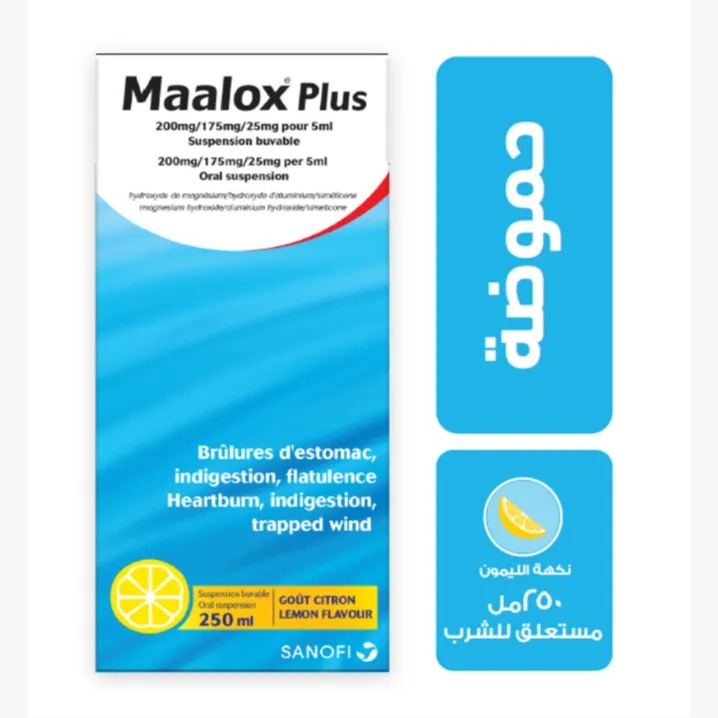 Maalox® Plus
200mg/175mg/25mg pour 5ml
Suspension buvable
200mg/175mg/25mg per 5ml
Oral suspension
hydroxyde de magnésium/hydroxyde d'aluminium/siméticone
magnesium hydroxide/aluminium hydroxide/simeticone
Brûlures d'estomac,
indigestion, flatulence
Heartburn, indigestion,
trapped wind
Suspension buvable
Oral suspension
250 ml
GOÛT CITRON
LEMON FLAVOUR
SANOFI
حموضة
نكهة الليمون
٢٥٠مل
مستعلق للشرب